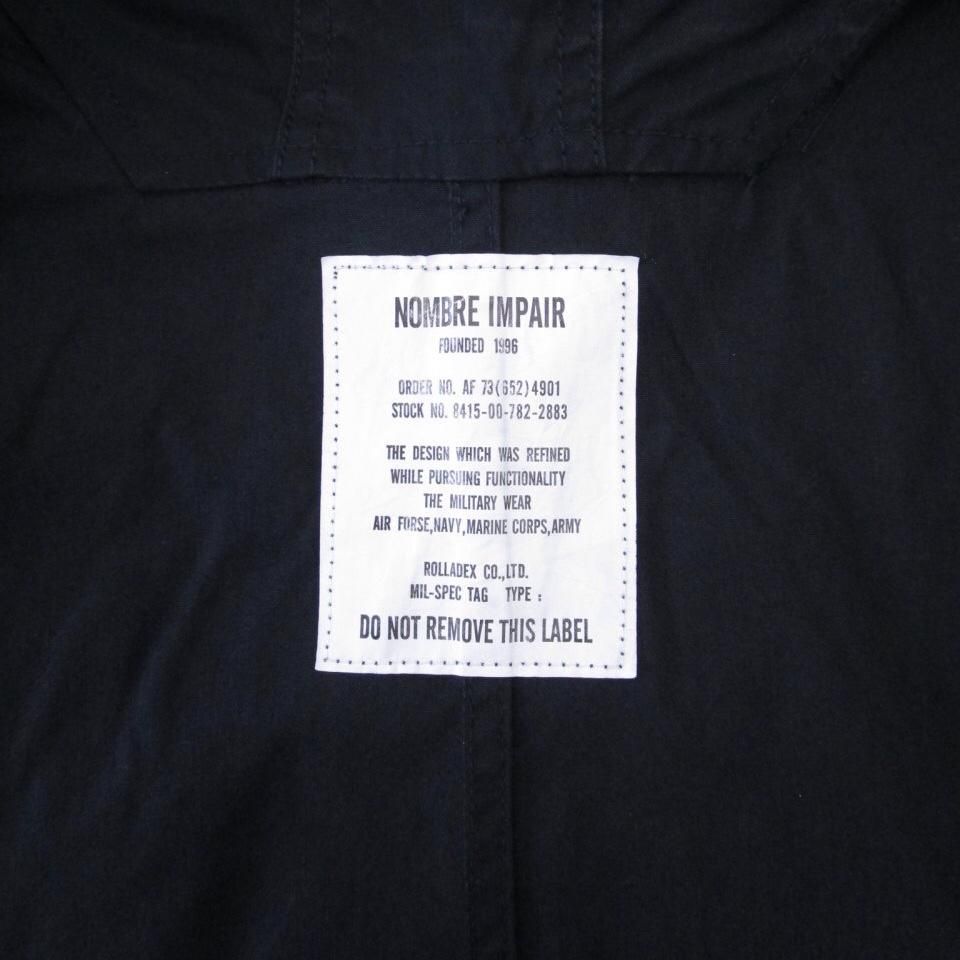 NOMBRE IMPAIR
FOUNDED 1996
ORDER NO. AF 73(652)4901
STOCK NO. 8415-00-782-2883
THE DESIGN WHICH WAS REFINED
WHILE PURSUING FUNCTIONALITY
THE MILITARY WEAR
AIR FORSE,NAVY,MARINE CORPS,ARMY
ROLLADEX CO.,LTD.
MIL-SPEC TAG TYPE :
DO NOT REMOVE THIS LABEL